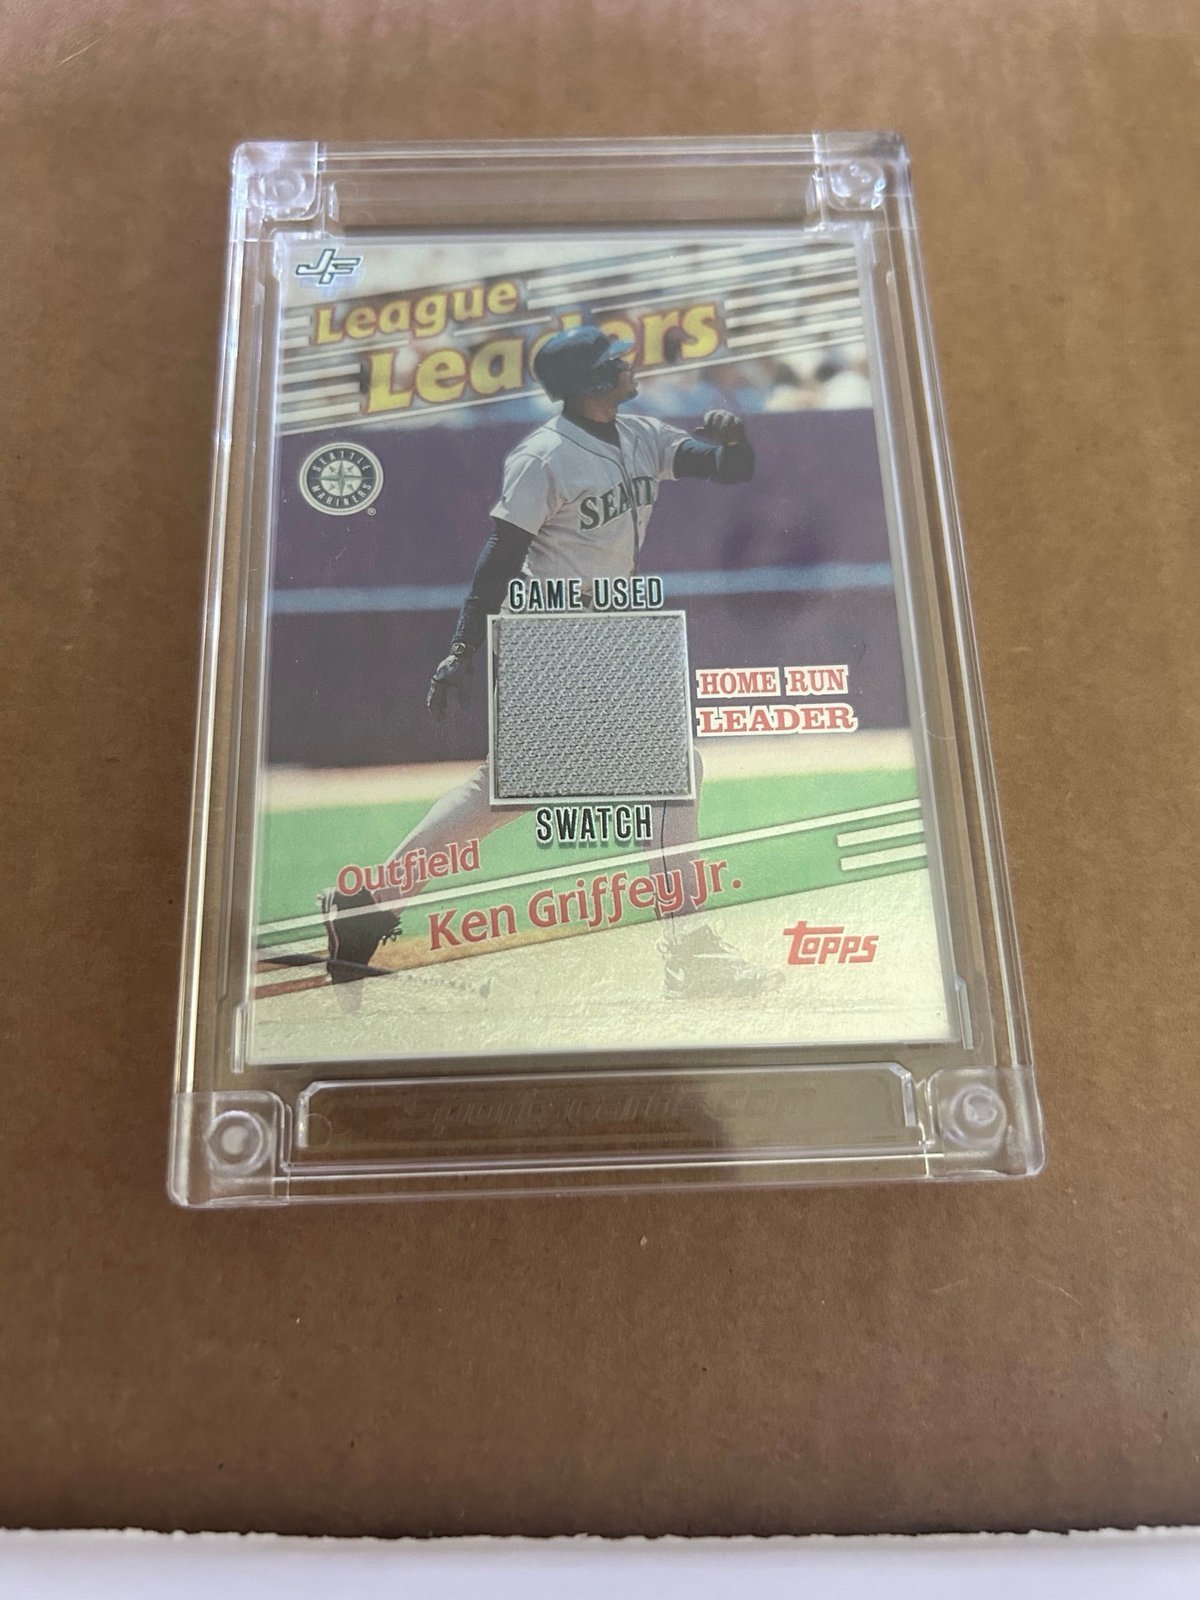 JF
League
Leaders
SEATTLE
MARINERS
®
SEATT
GAME USED
HOME RUN
LEADER
SWATCH
Outfield
Ken Griffey Jr.
Topps